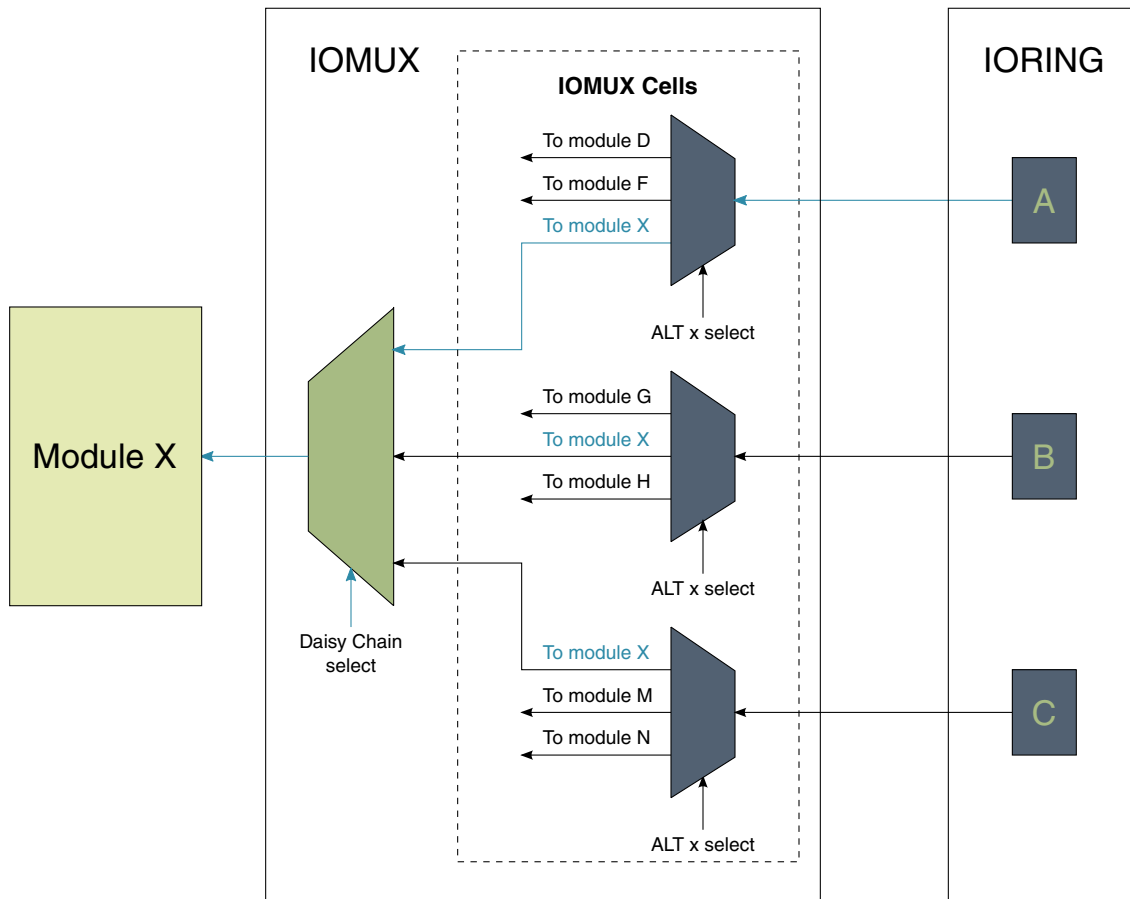 IOMUX
IORING
IOMUX Cells
To module D
To module F
To module X
A
ALT x select
To module G
To module X
To module H
B
ALT x select
Module X
Daisy Chain
select
To module X
To module M
To module N
C
ALT x select